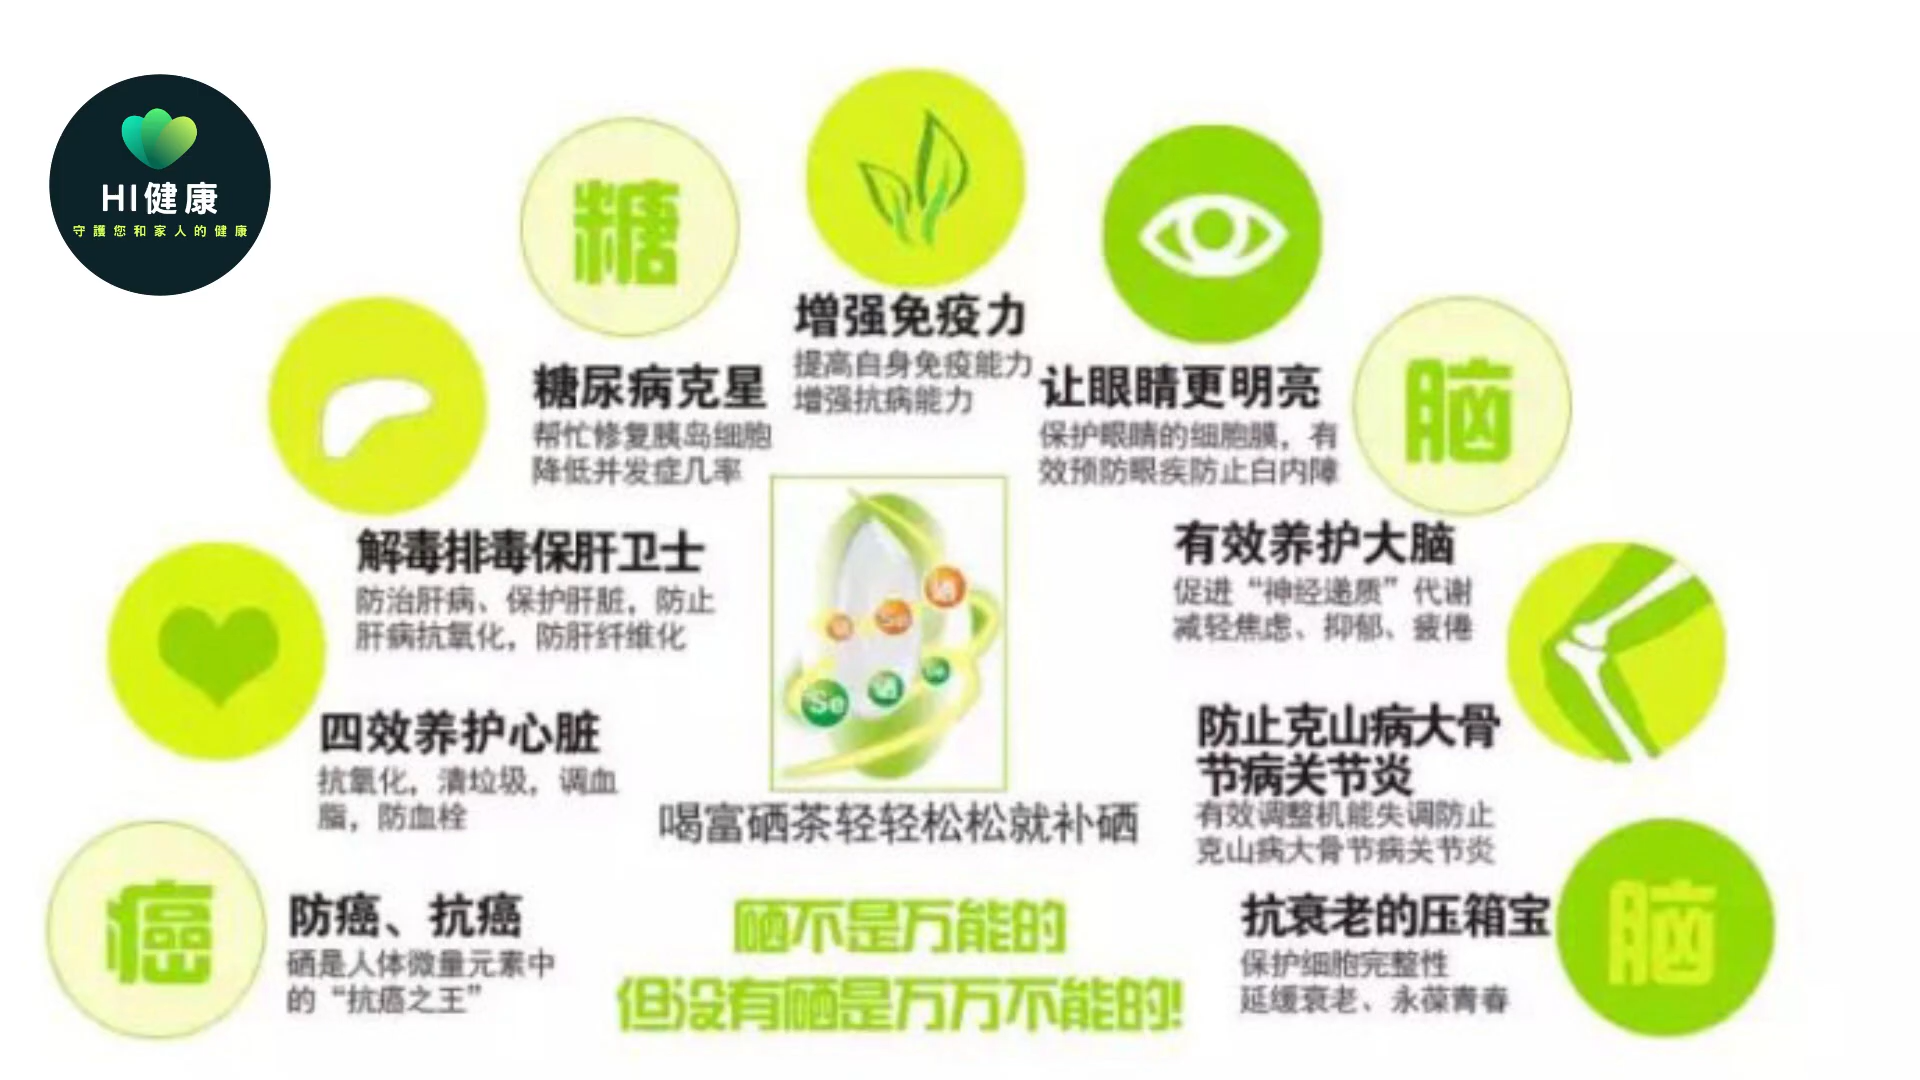 HI健康
守護您和家人的健康
糖
增强免疫力
提高自身免疫能力
增强抗病能力
糖尿病克星
帮忙修复胰岛细胞
降低并发症几率
让眼睛更明亮
保护眼睛的细胞膜，有
效预防眼疾防止白内障
脑
解毒排毒保肝卫士
防治肝病、保护肝脏，防止
肝病抗氧化，防肝纤维化
有效养护大脑
促进“神经递质”代谢
减轻焦虑、抑郁、疲倦
四效养护心脏
抗氧化，清垃圾，调血
脂，防血栓
防止克山病大骨
节病关节炎
有效调整机能失调防止
克山病大骨节病关节炎
硒
硒
Se
Se
硒
Se
喝富硒茶轻轻松松就补硒
癌
防癌、抗癌
硒是人体微量元素中
的“抗癌之王”
硒不是万能的
但没有硒是万万不能的!
抗衰老的压箱宝
保护细胞完整性
延缓衰老、永葆青春
脑